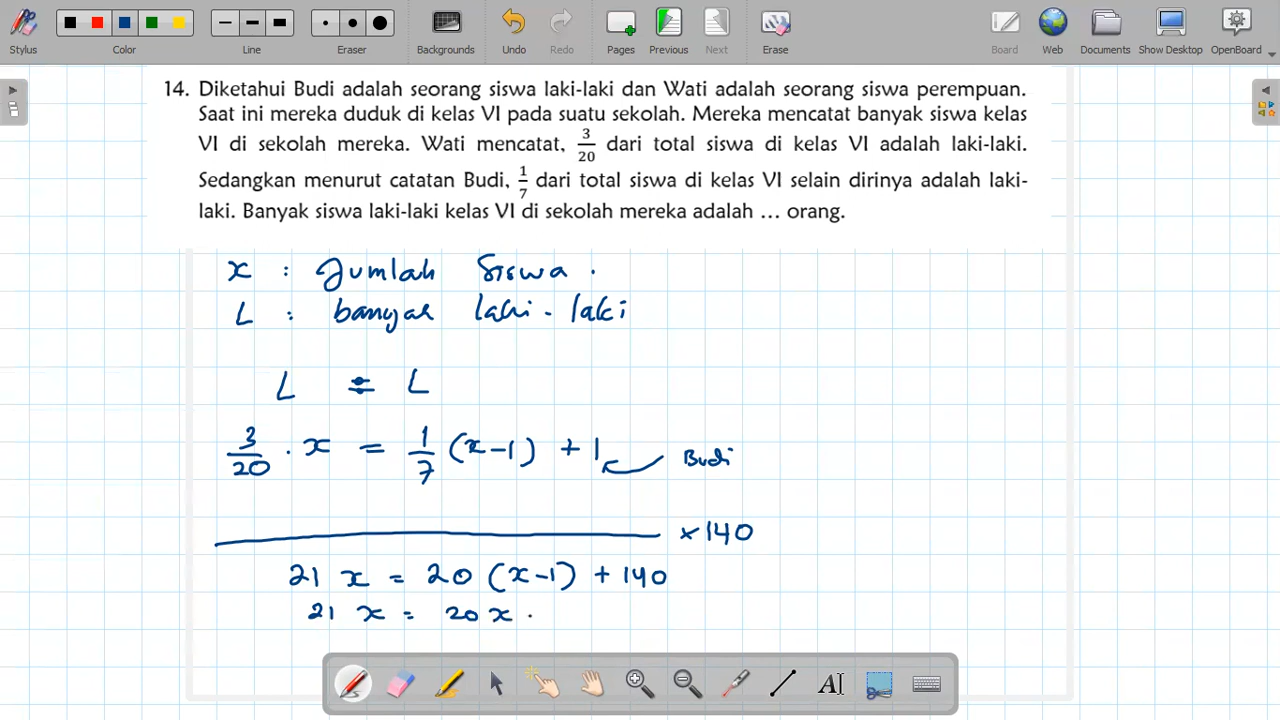 Stylus
Color
Line
Eraser
Backgrounds
Undo
Redo
Pages
Previous
Next
Erase
Board
Web
Documents
Show Desktop
OpenBoard
14. Diketahui Budi adalah seorang siswa laki-laki dan Wati adalah seorang siswa perempuan.
Saat ini mereka duduk di kelas VI pada suatu sekolah. Mereka mencatat banyak siswa kelas
VI di sekolah mereka. Wati mencatat, 3/20 dari total siswa di kelas VI adalah laki-laki.
Sedangkan menurut catatan Budi, 1/7 dari total siswa di kelas VI selain dirinya adalah laki-
laki. Banyak siswa laki-laki kelas VI di sekolah mereka adalah … orang.
x : Jumlah Siswa .
L : banyak laki - laki
L = L
3/20 . x = 1/7 (x-1) + 1 Budi
x 140
21 x = 20 (x-1) + 140
21 x = 20 x .
A